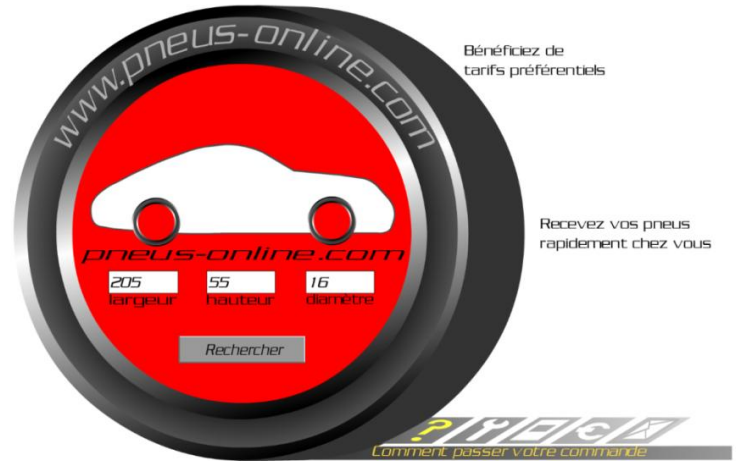 www.pneus-online.com
Bénéficiez de
tarifs préférentiels
Recevez vos pneus
rapidement chez vous
pneus-online.com
205 55 16
largeur hauteur diamètre
Rechercher
?
Comment passer votre commande